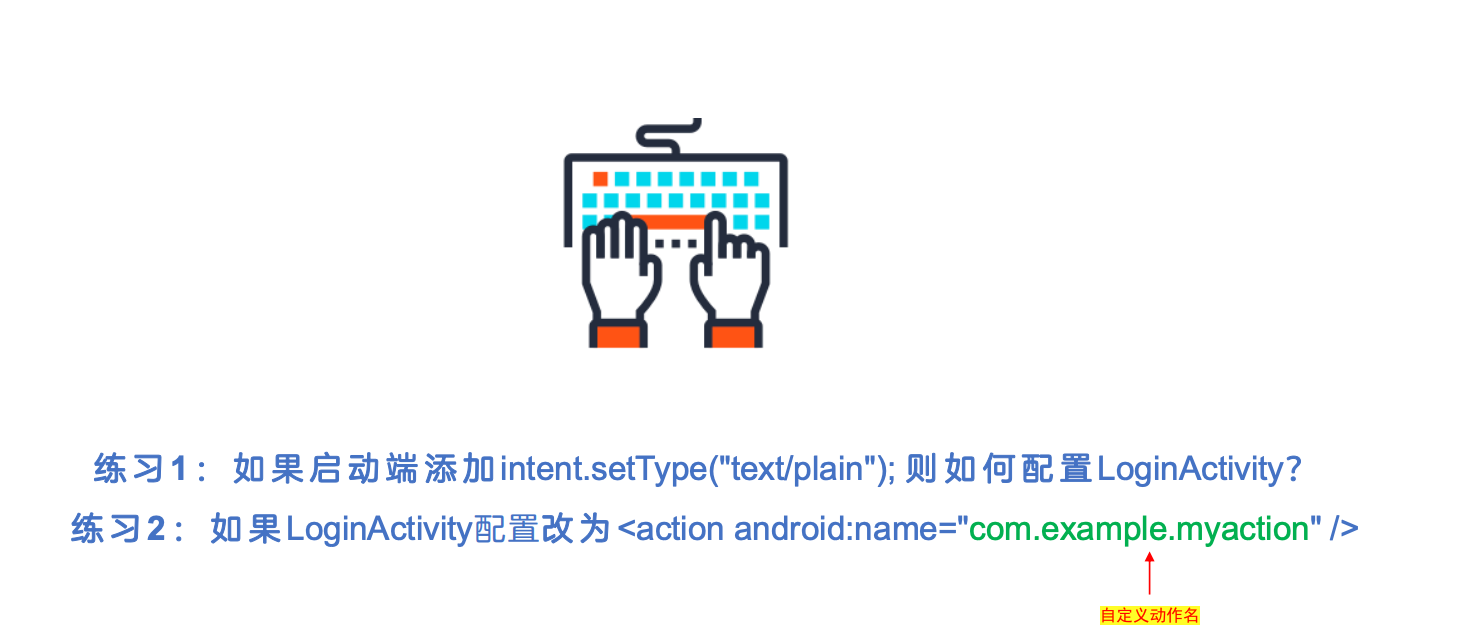 练习1：如果启动端添加intent.setType("text/plain"); 则如何配置LoginActivity？
练习2：如果LoginActivity配置改为<action android:name="com.example.myaction" />
自定义动作名